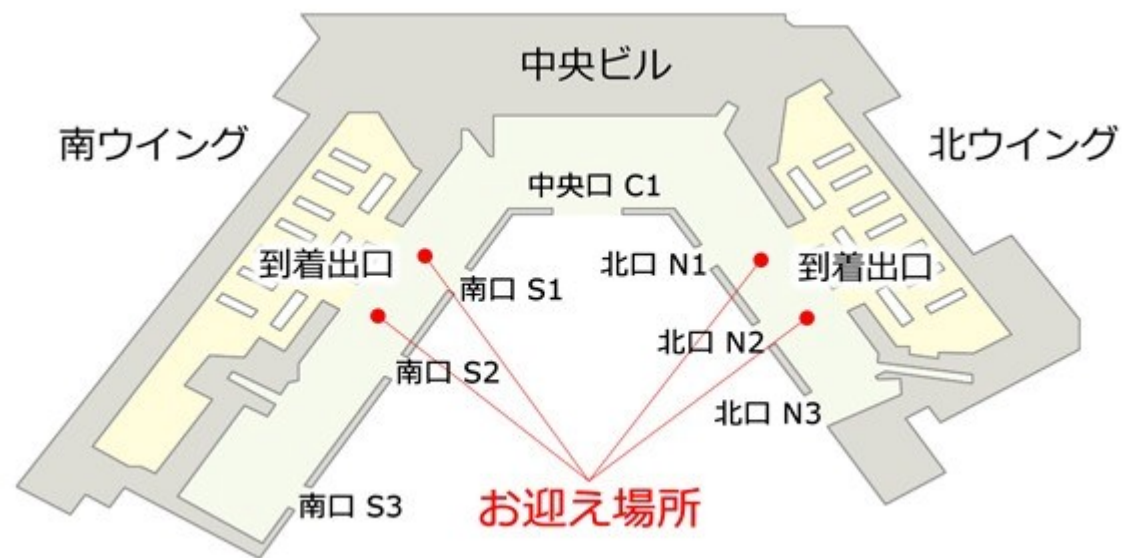 中央ビル
南ウイング
北ウイング
中央口 C1
到着出口
北口 N1
到着出口
南口 S1
北口 N2
南口 S2
北口 N3
南口 S3
お迎え場所